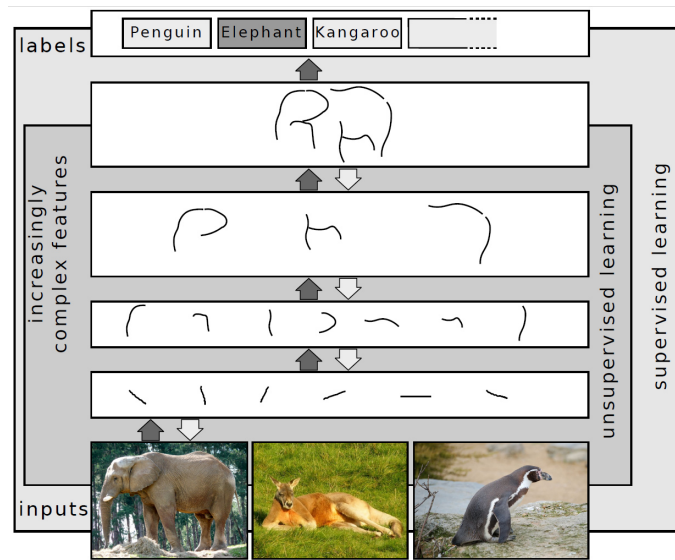 labels
Penguin
Elephant
Kangaroo
increasingly
complex features
unsupervised learning
supervised learning
inputs